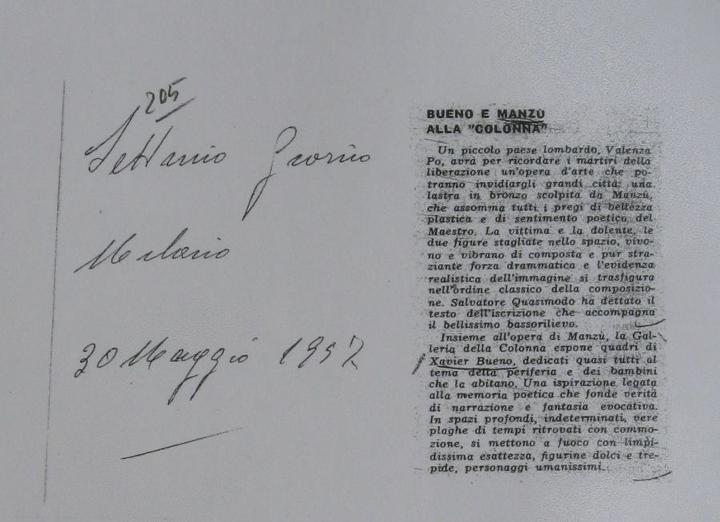 205
Settimo Giorno
Milano
30 Maggio 1957
BUENO E MANZÙ
ALLA "COLONNA"
Un piccolo paese lombardo, Valenza
Po, avrà per ricordare i martiri della
liberazione un'opera d'arte che po-
tranno invidiargli grandi città: una
lastra in bronzo scolpita da Manzù,
che assomma tutti i pregi di bellezza
plastica e di sentimento poetico del
Maestro. La vittima e la dolente, le
due figure stagliate nello spazio, vivo-
no e vibrano di composta e pur stra-
ziante forza drammatica e l'evidenza
realistica dell'immagine si trasfigura
nell'ordine classico della composizio-
ne. Salvatore Quasimodo ha dettato il
testo dell'iscrizione che accompagna
il bellissimo bassorilievo.
Insieme all'opera di Manzù, la Gal-
leria della Colonna espone quadri di
Xavier Bueno, dedicati quasi tutti al
tema della periferia e dei bambini
che la abitano. Una ispirazione legata
alla memoria poetica che fonde verità
di narrazione e fantasia evocativa.
In spazi profondi, indeterminati, vere
plaghe di tempi ritrovati con commo-
zione, si mettono a fuoco con limpi-
dissima esattezza, figurine dolci e tre-
pide, personaggi umanissimi.